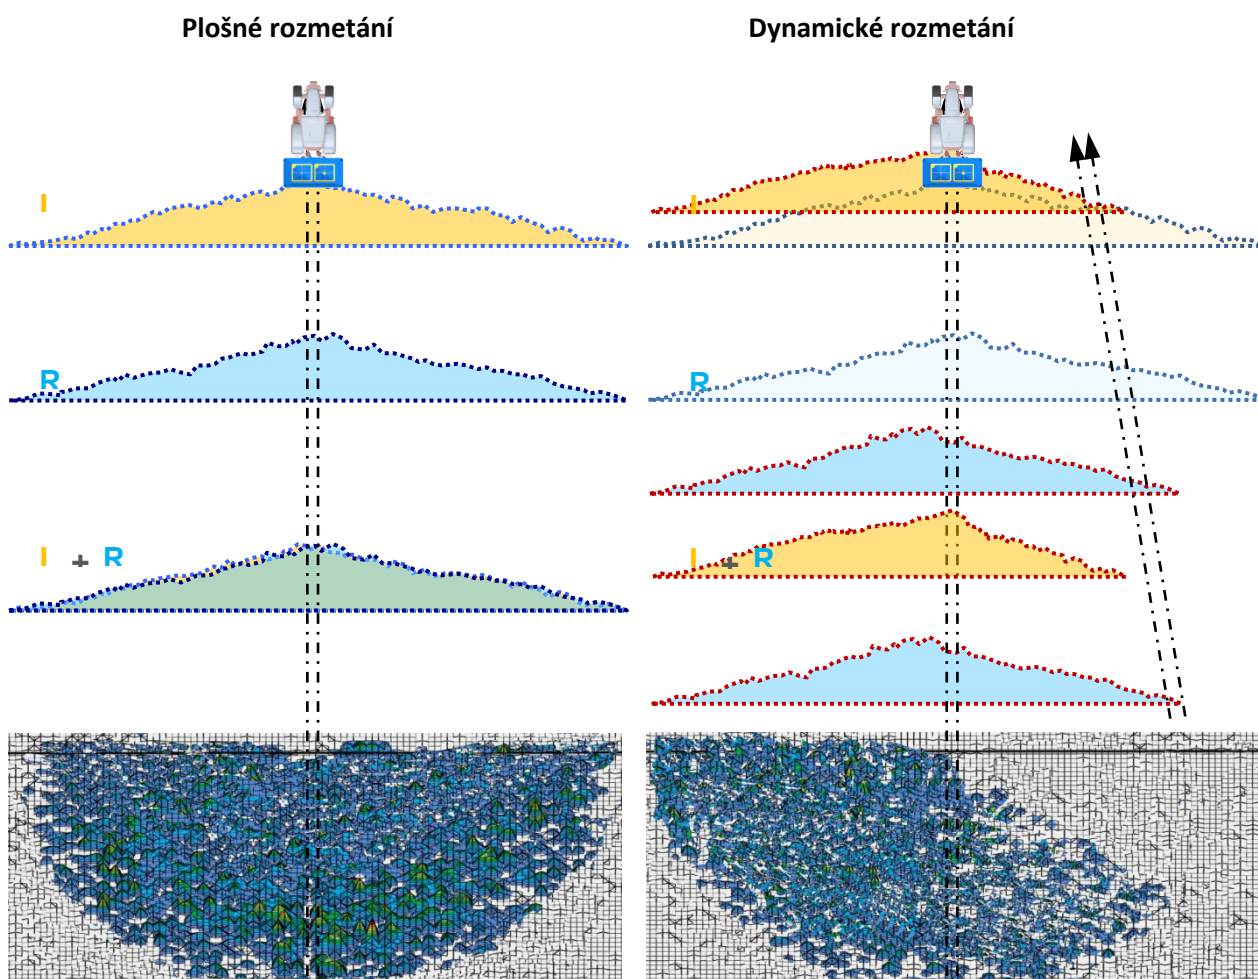 Plošné rozmetání
Dynamické rozmetání
I
I
R
R
I + R
I + R